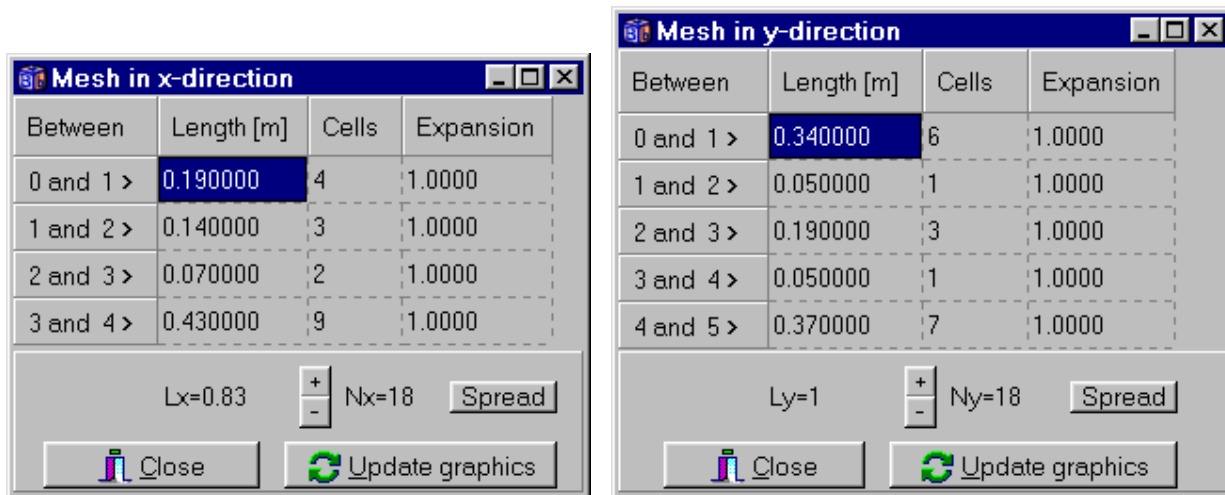 Mesh in x-direction
Between Length [m] Cells Expansion
0 and 1 > 0.190000 4 1.0000
1 and 2 > 0.140000 3 1.0000
2 and 3 > 0.070000 2 1.0000
3 and 4 > 0.430000 9 1.0000
Lx=0.83 + - Nx=18 Spread
Close Update graphics
Mesh in y-direction
Between Length [m] Cells Expansion
0 and 1 > 0.340000 6 1.0000
1 and 2 > 0.050000 1 1.0000
2 and 3 > 0.190000 3 1.0000
3 and 4 > 0.050000 1 1.0000
4 and 5 > 0.370000 7 1.0000
Ly=1 + - Ny=18 Spread
Close Update graphics